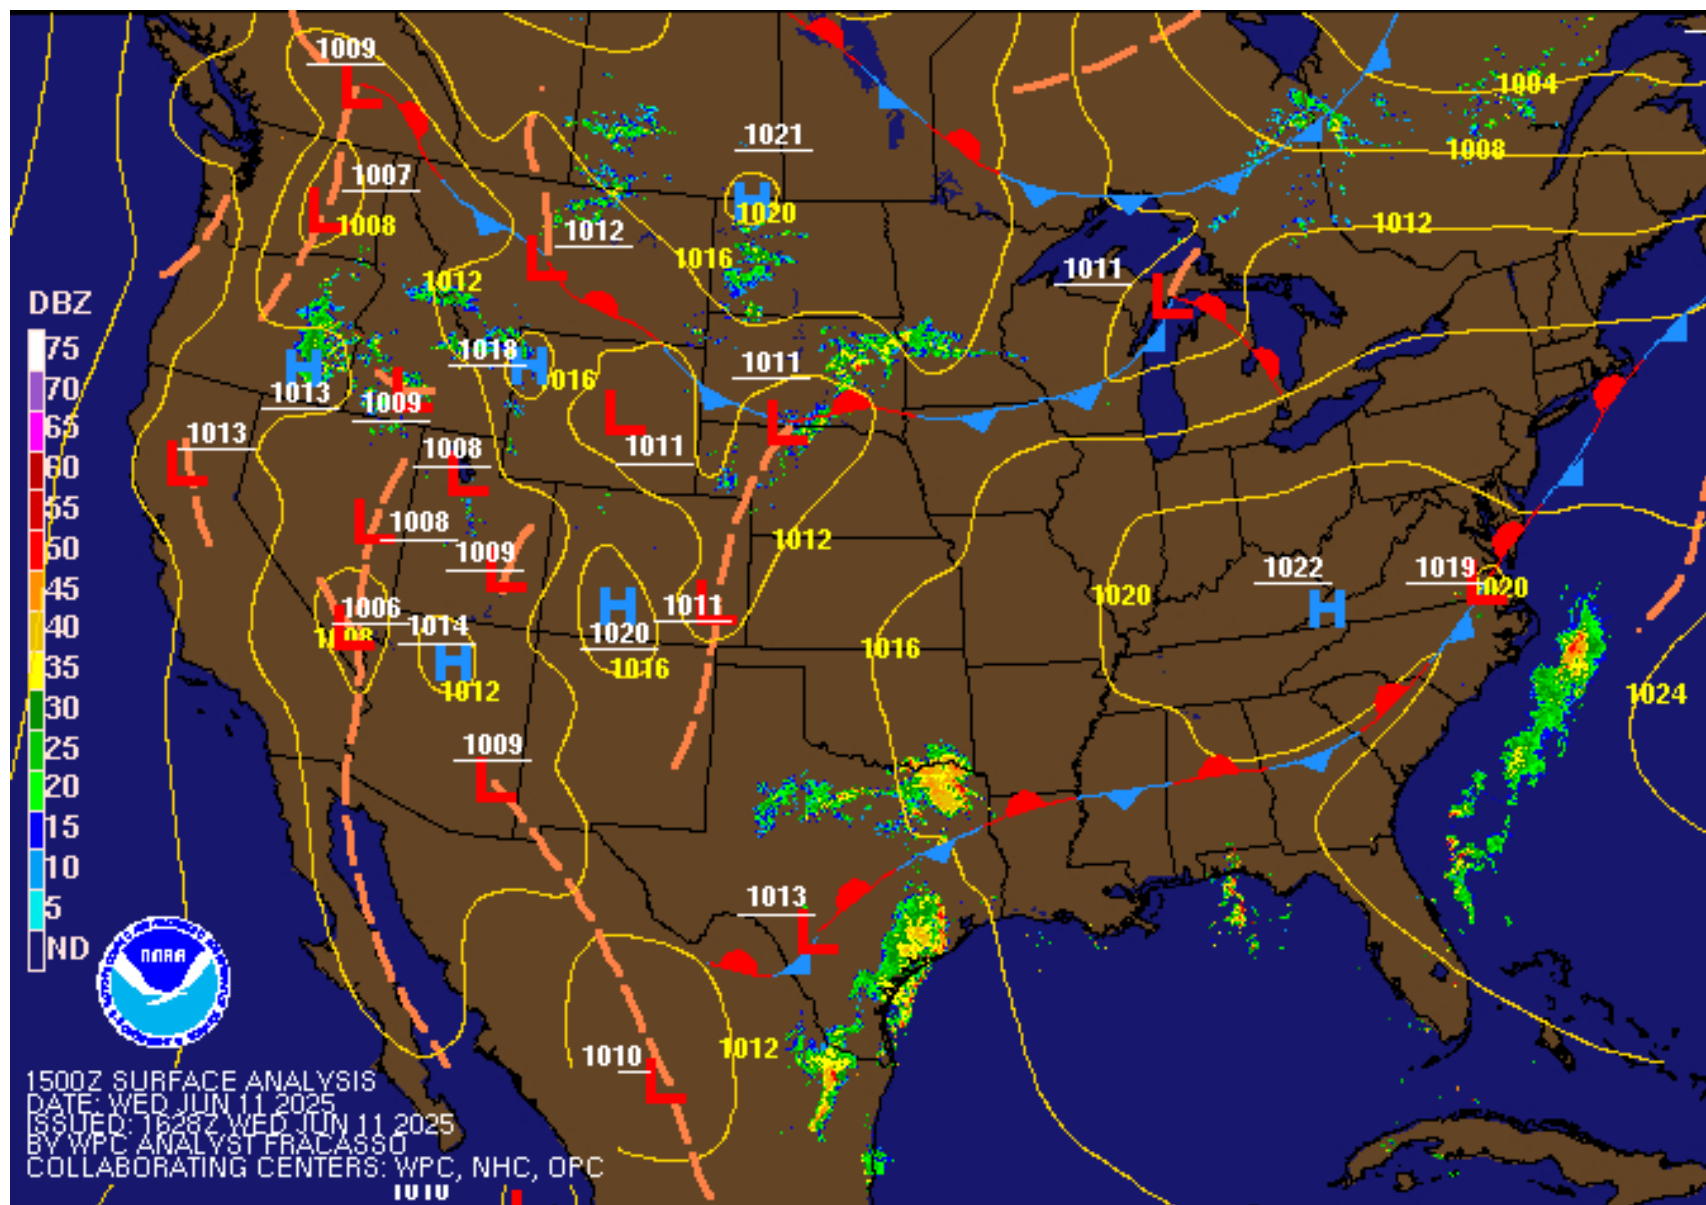 1009
1004
1021
1008
1007
1020
1008
1012
1012
1016
1011
1012
DBZ
75
70
65
60
55
50
45
40
35
30
25
20
15
10
5
ND
1018
1016
1011
1013
1009
1013
1008
1011
1008
1012
1009
1022
1019
1020
1020
1006
1008
1014
1011
1020
1016
1016
1012
1024
1009
1013
1012
1010
NOAA
1500Z SURFACE ANALYSIS
DATE: WED JUN 11 2025
ISSUED: 1628Z WED JUN 11 2025
BY WPC ANALYST FRACASSO
COLLABORATING CENTERS: WPC, NHC, OPC
1010
L
L
H
L
L
H
H
L
L
L
L
L
L
L
H
L
H
L
L
H
L
L
L
L